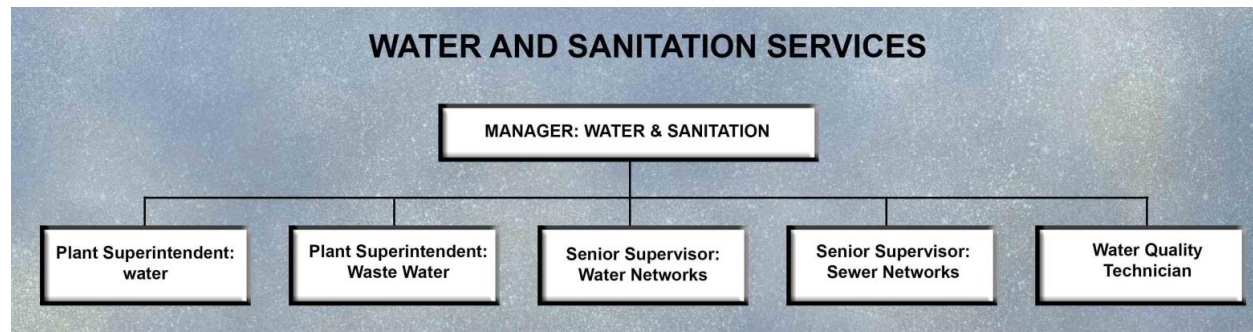 WATER AND SANITATION SERVICES
MANAGER: WATER & SANITATION
Plant Superintendent:
water
Plant Superintendent:
Waste Water
Senior Supervisor:
Water Networks
Senior Supervisor:
Sewer Networks
Water Quality
Technician